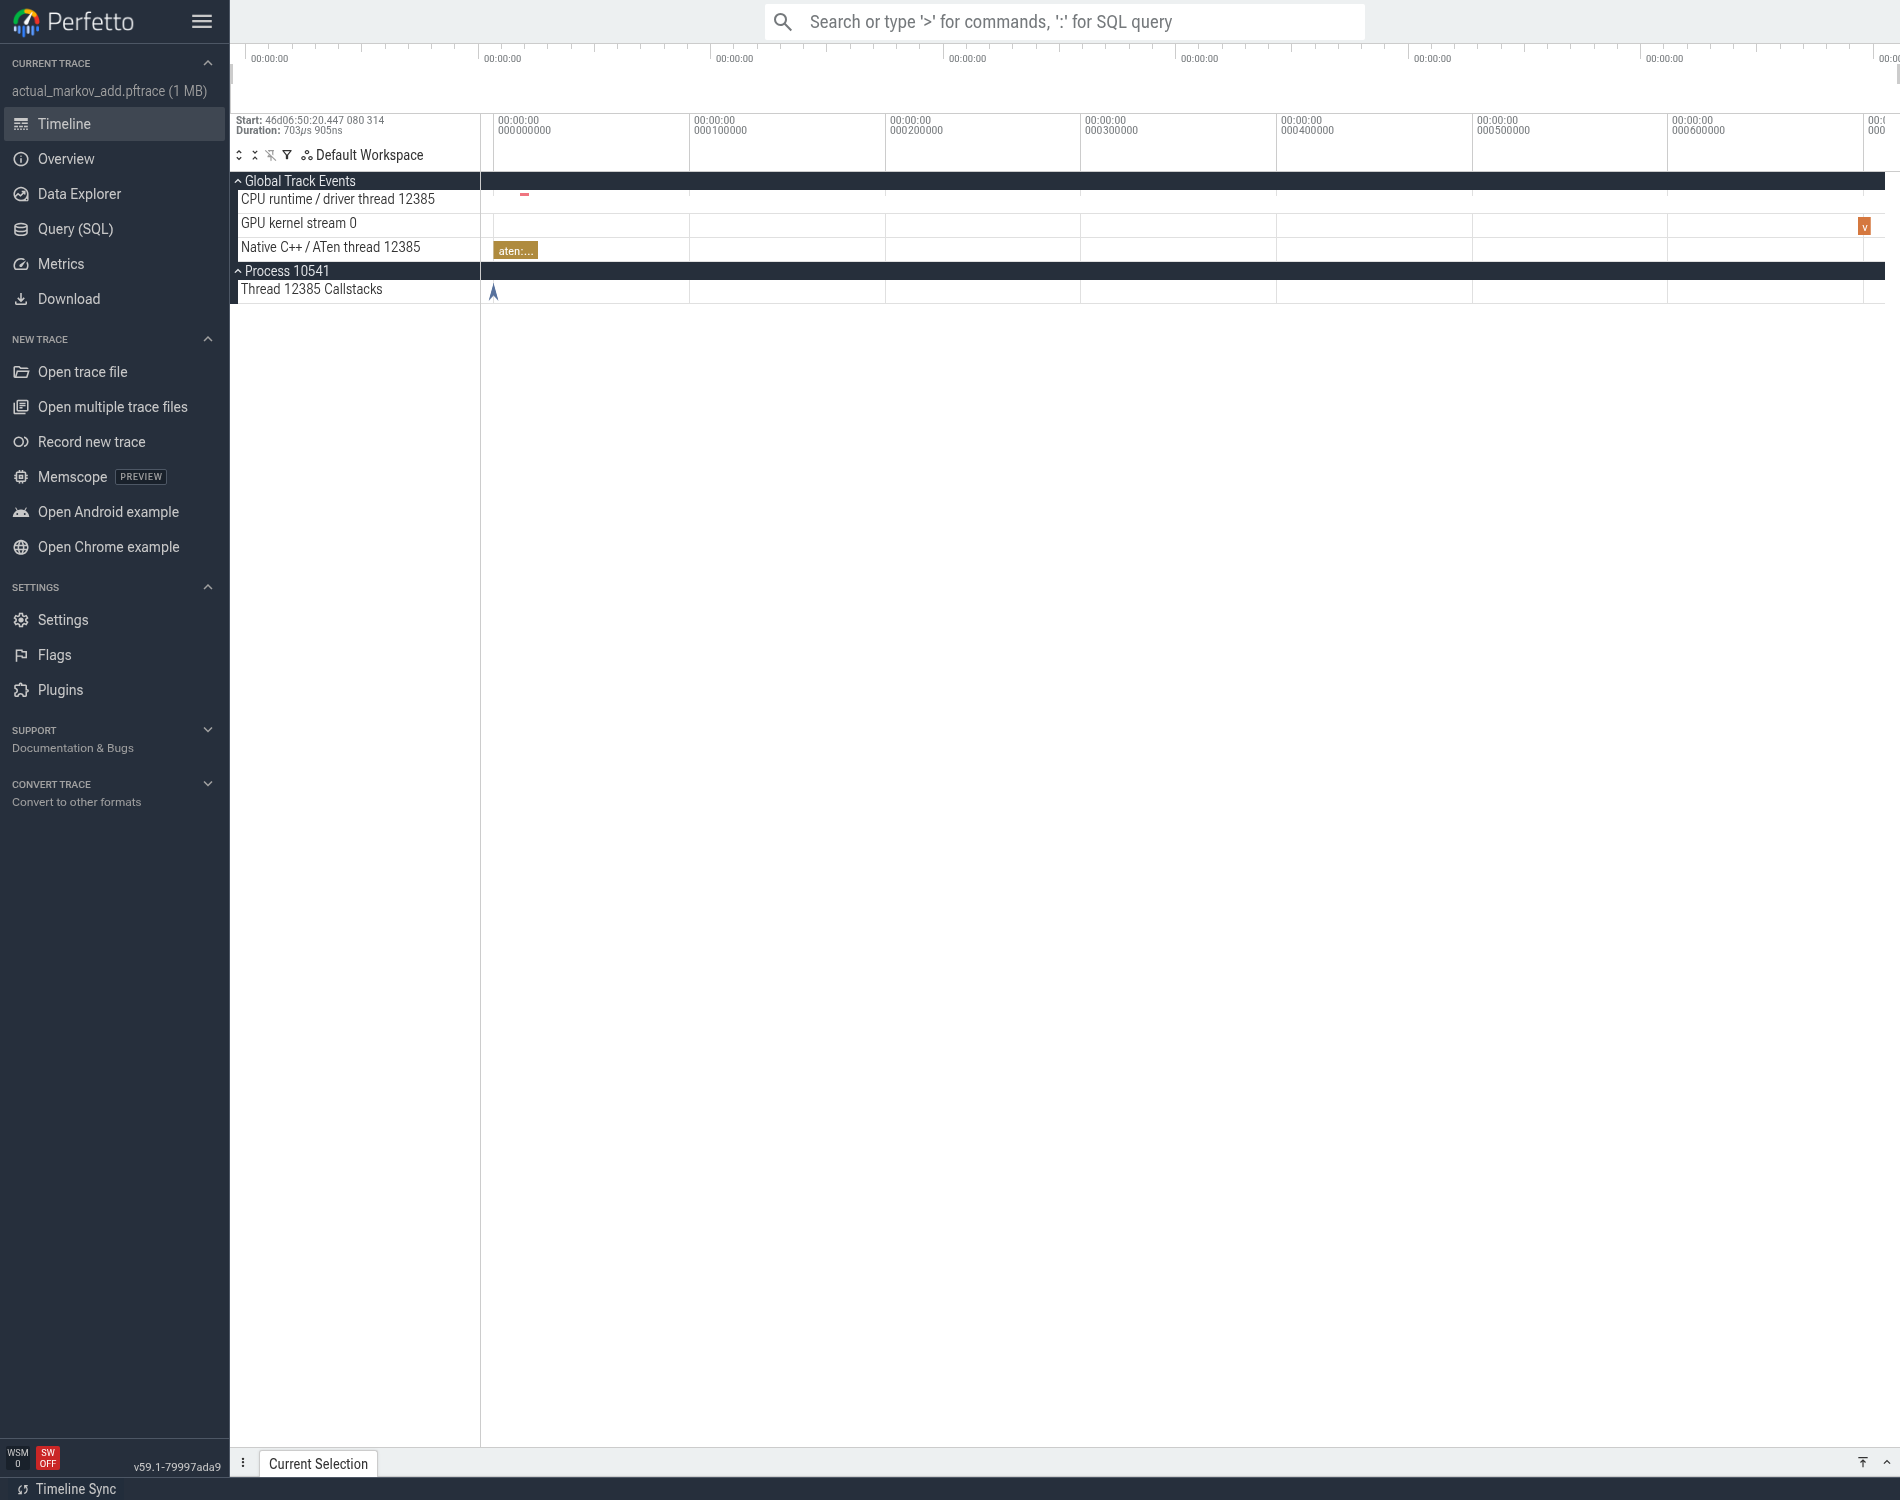 Perfetto
Search or type '>' for commands, ':' for SQL query
CURRENT TRACE
actual_markov_add.pftrace (1 MB)
Timeline
Overview
Data Explorer
Query (SQL)
Metrics
Download
NEW TRACE
Open trace file
Open multiple trace files
Record new trace
Memscope PREVIEW
Open Android example
Open Chrome example
SETTINGS
Settings
Flags
Plugins
SUPPORT
Documentation & Bugs
CONVERT TRACE
Convert to other formats
WSM
0
SW
OFF
v59.1-79997ada9
00:00:00 00:00:00 00:00:00 00:00:00 00:00:00 00:00:00 00:00:00
Start: 46d06:50:20.447 080 314
Duration: 703µs 905ns
00:00:00 00:00:00 00:00:00 00:00:00 00:00:00 00:00:00 00:00:00
000000000 000100000 000200000 000300000 000400000 000500000 000600000 000
Default Workspace
Global Track Events
CPU runtime / driver thread 12385
GPU kernel stream 0
v
Native C++ / ATen thread 12385
aten:...
Process 10541
Thread 12385 Callstacks
Current Selection
Timeline Sync